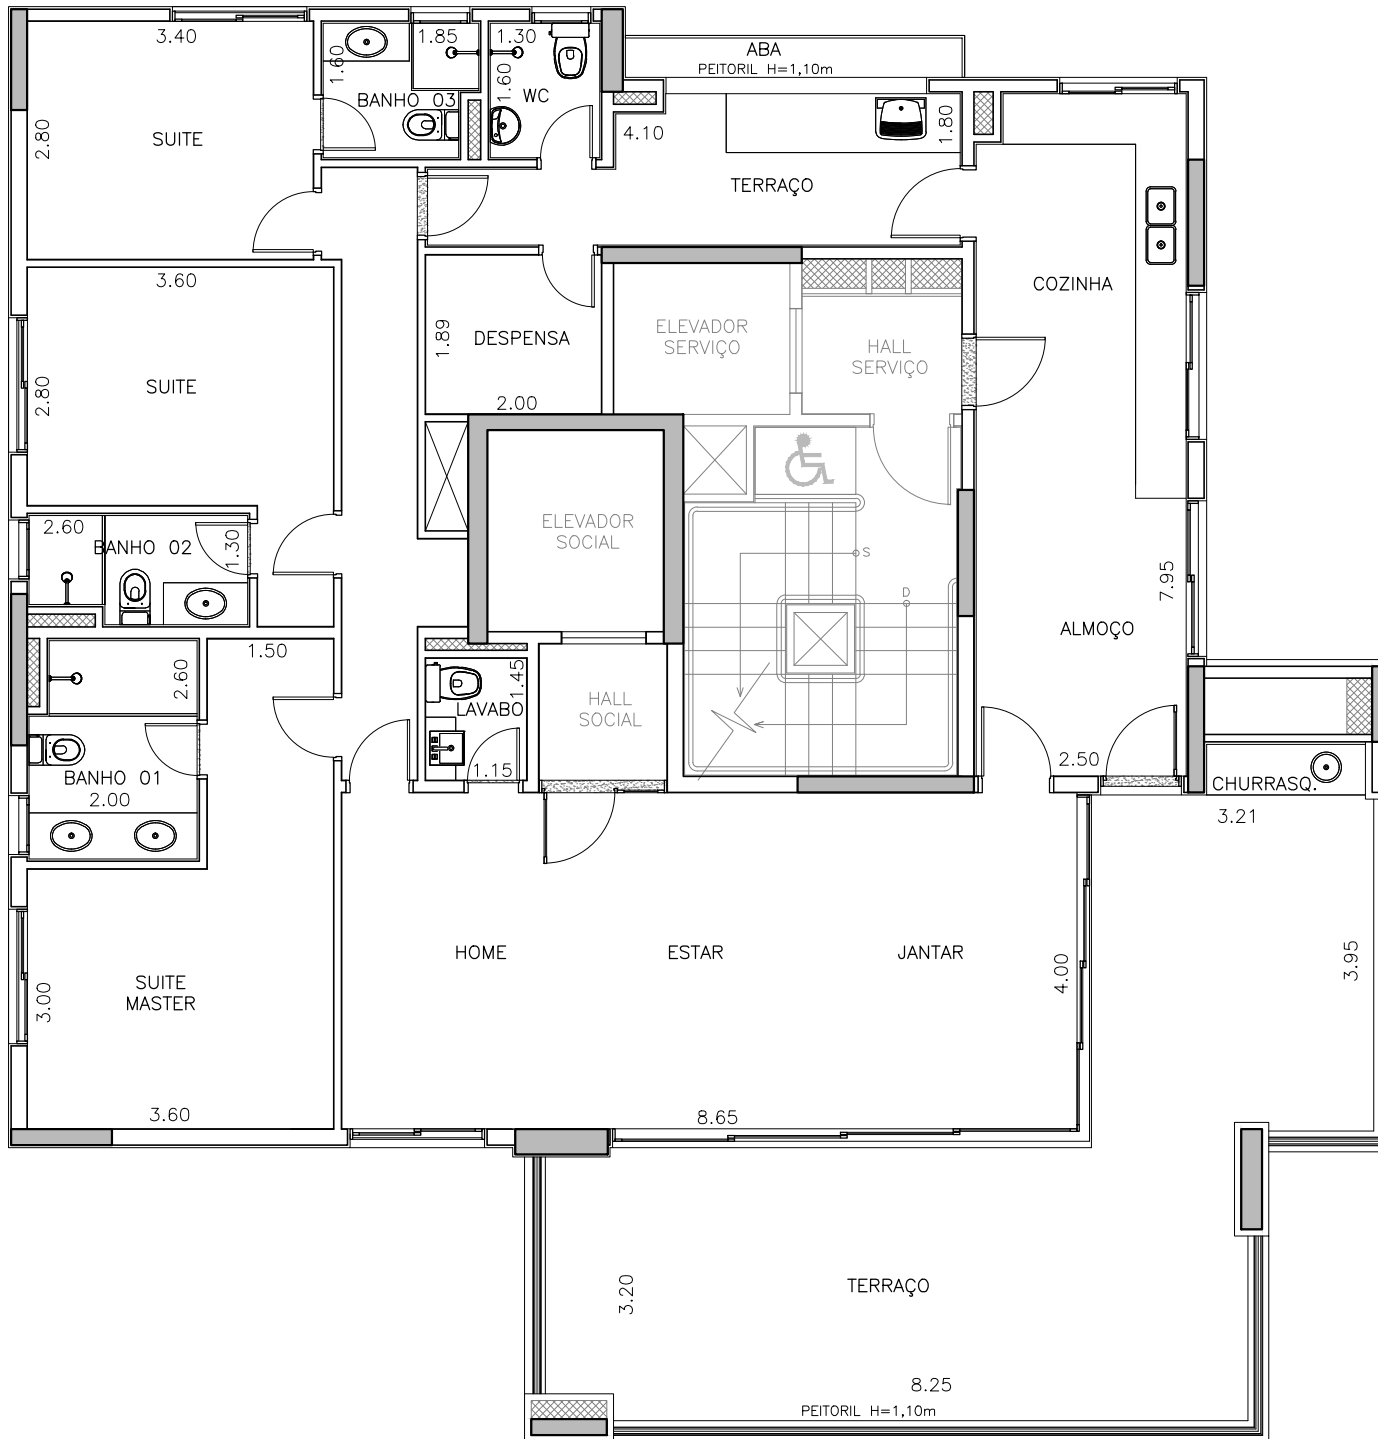 3.40
1.60
1.85
1.30
ABA
PEITORIL H=1,10m
BANHO 03
1.60
WC
2.80
SUITE
4.10
1.80
TERRAÇO
3.60
COZINHA
1.89
DESPENSA
ELEVADOR
SERVIÇO
HALL
SERVIÇO
2.80
SUITE
2.00
2.60
BANHO 02
1.30
ELEVADOR
SOCIAL
S
D
7.95
ALMOÇO
1.50
2.60
1.45
LAVABO
HALL
SOCIAL
BANHO 01
2.00
1.15
2.50
CHURRASQ.
3.21
HOME
ESTAR
JANTAR
4.00
3.95
SUITE
MASTER
3.00
3.60
8.65
3.20
TERRAÇO
8.25
PEITORIL H=1,10m